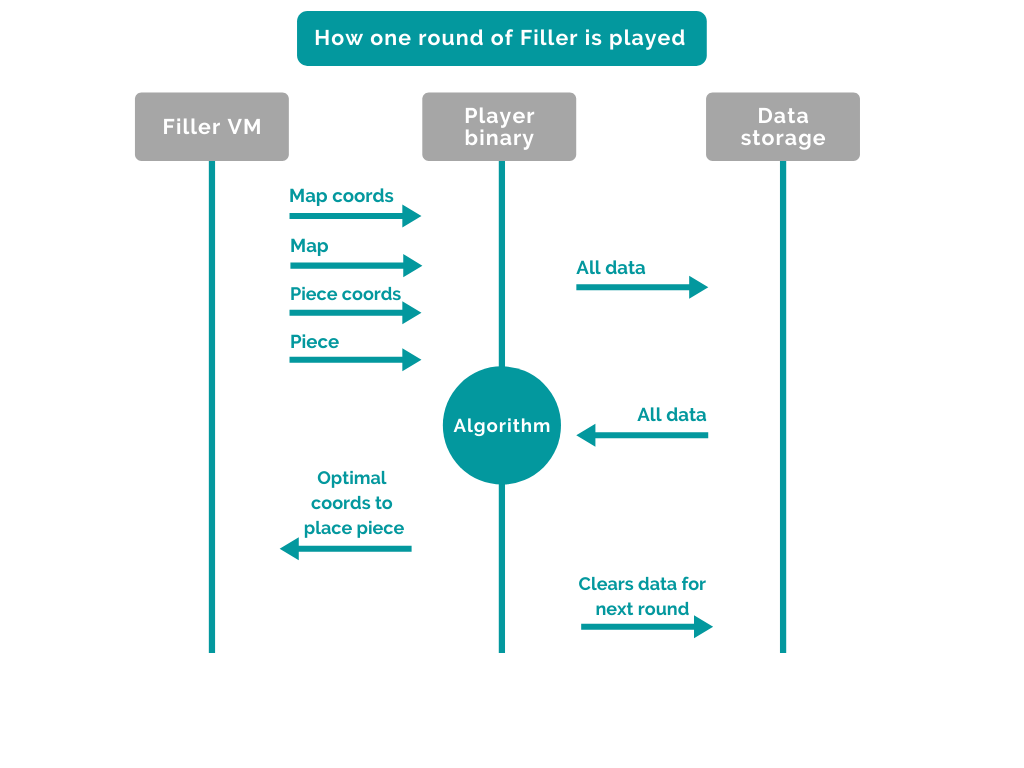 How one round of Filler is played
Filler VM
Player
binary
Data
storage
Map coords
Map
All data
Piece coords
Piece
All data
Algorithm
Optimal
coords to
place piece
Clears data for
next round